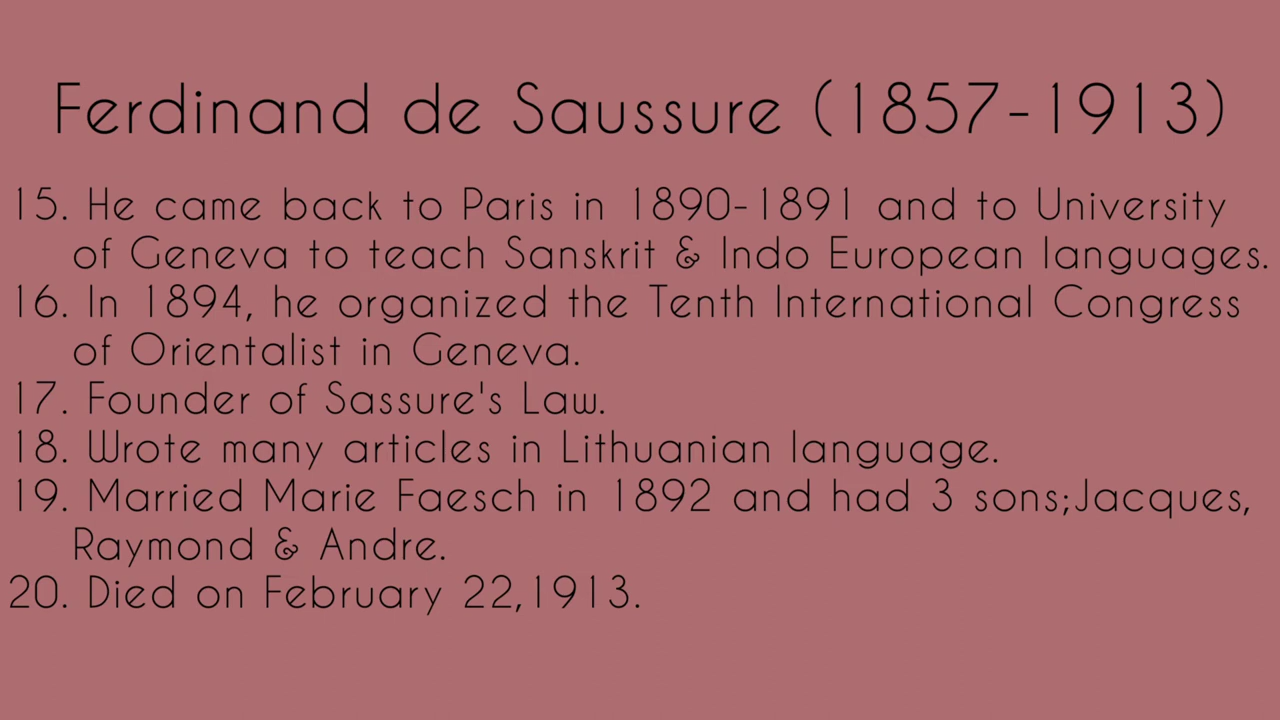 Ferdinand de Saussure (1857-1913)
15. He came back to Paris in 1890-1891 and to University
of Geneva to teach Sanskrit & Indo European languages.
16. In 1894, he organized the Tenth International Congress
of Orientalist in Geneva.
17. Founder of Sassure's Law.
18. Wrote many articles in Lithuanian language.
19. Married Marie Faesch in 1892 and had 3 sons;Jacques,
Raymond & Andre.
20. Died on February 22,1913.